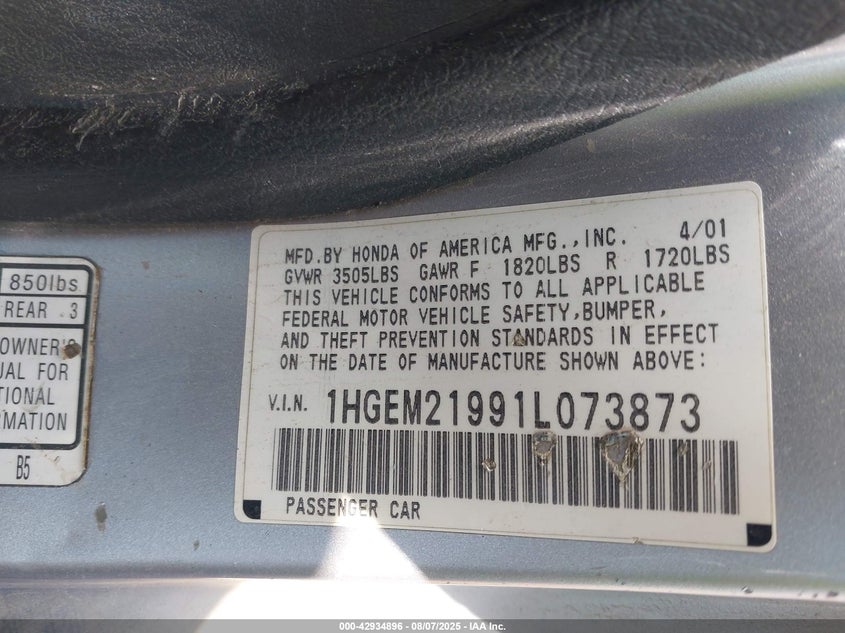 850lbs
REAR 3
OWNER'S
UAL FOR
TIONAL
RMATION
B5
MFD.BY HONDA OF AMERICA MFG.,INC. 4/01
GVWR 3505LBS GAWR F 1820LBS R 1720LBS
THIS VEHICLE CONFORMS TO ALL APPLICABLE
FEDERAL MOTOR VEHICLE SAFETY,BUMPER,
AND THEFT PREVENTION STANDARDS IN EFFECT
ON THE DATE OF MANUFACTURE SHOWN ABOVE:
V.I.N. 1HGEM21991L073873
PASSENGER CAR
000-42934896 - 08/07/2025 - IAA Inc.